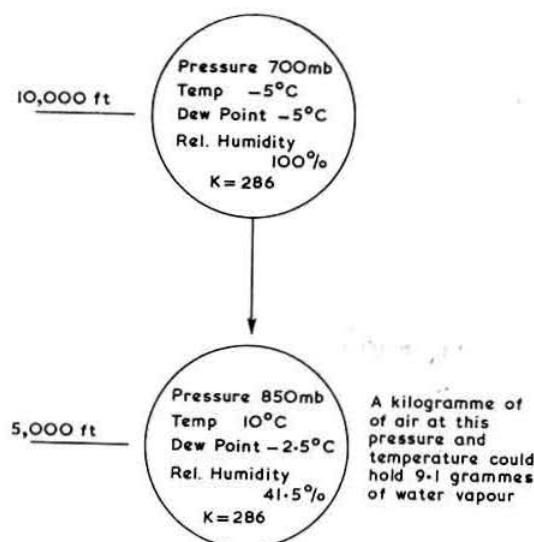 10,000 ft
Pressure 700mb
Temp -5°C
Dew Point -5°C
Rel. Humidity
100%
K=286
5,000 ft
Pressure 850mb
Temp 10°C
Dew Point -2·5°C
Rel. Humidity
41·5%
K=286
A kilogramme of
of air at this
pressure and
temperature could
hold 9·1 grammes
of water vapour